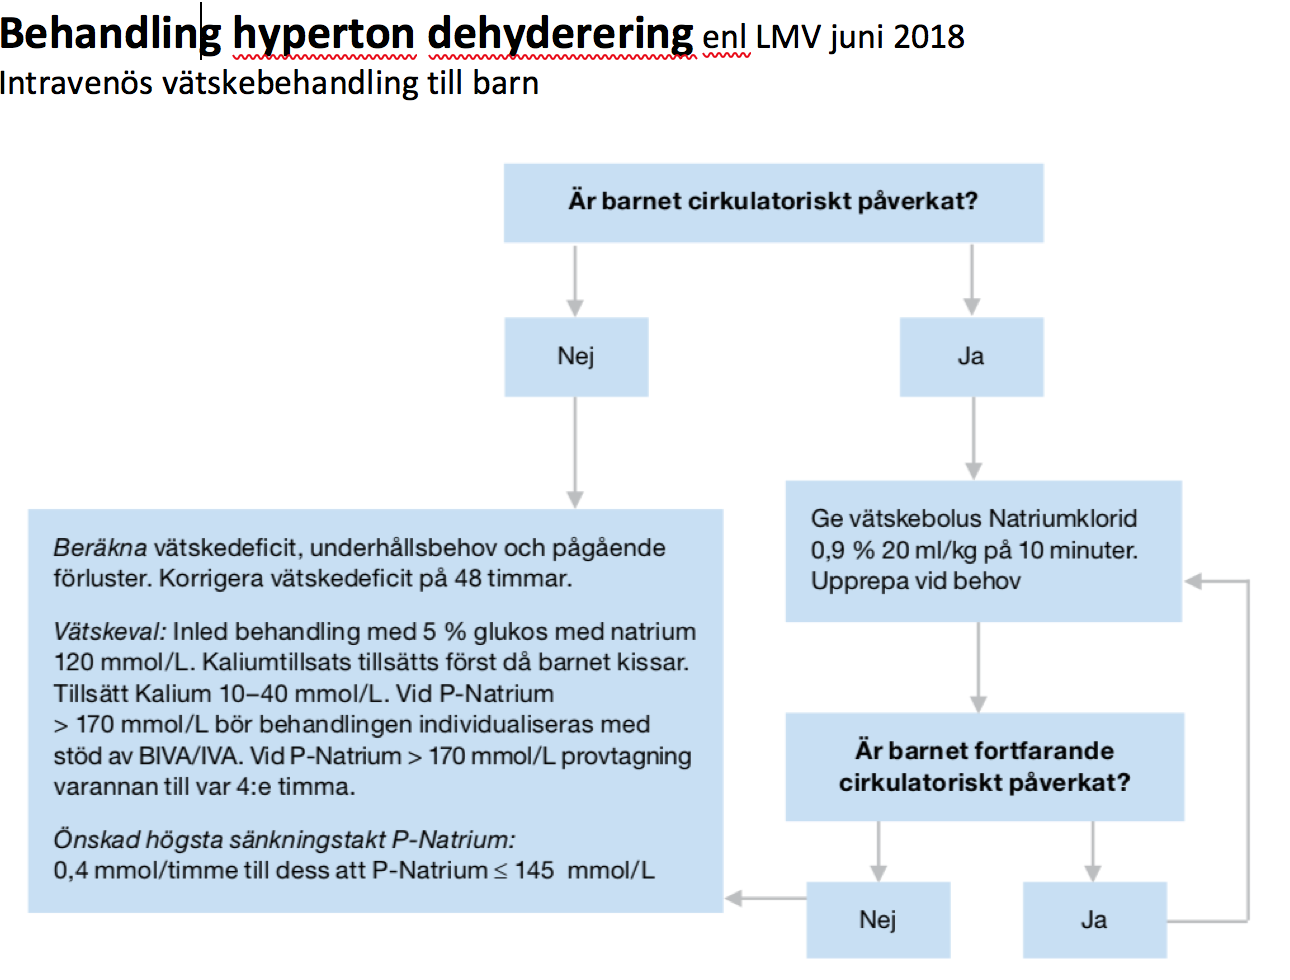 Behandling hyperton dehyderering enl LMV juni 2018
Intravenös vätskebehandling till barn
Är barnet cirkulatoriskt påverkat?
Nej
Ja
Beräkna vätskedeficit, underhållsbehov och pågående
förluster. Korrigera vätskedeficit på 48 timmar.
Vätskeval: Inled behandling med 5 % glukos med natrium
120 mmol/L. Kaliumtillsats tillsätts först då barnet kissar.
Tillsätt Kalium 10–40 mmol/L. Vid P-Natrium
> 170 mmol/L bör behandlingen individualiseras med
stöd av BIVA/IVA. Vid P-Natrium > 170 mmol/L provtagning
varannan till var 4:e timma.
Önskad högsta sänkningstakt P-Natrium:
0,4 mmol/timme till dess att P-Natrium ≤ 145 mmol/L
Ge vätskebolus Natriumklorid
0,9 % 20 ml/kg på 10 minuter.
Upprepa vid behov
Är barnet fortfarande
cirkulatoriskt påverkat?
Nej
Ja